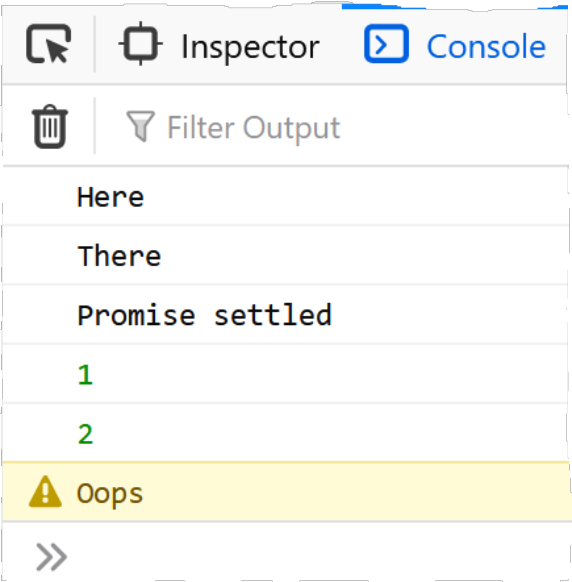 Inspector Console
Filter Output
Here
There
Promise settled
1
2
Oops